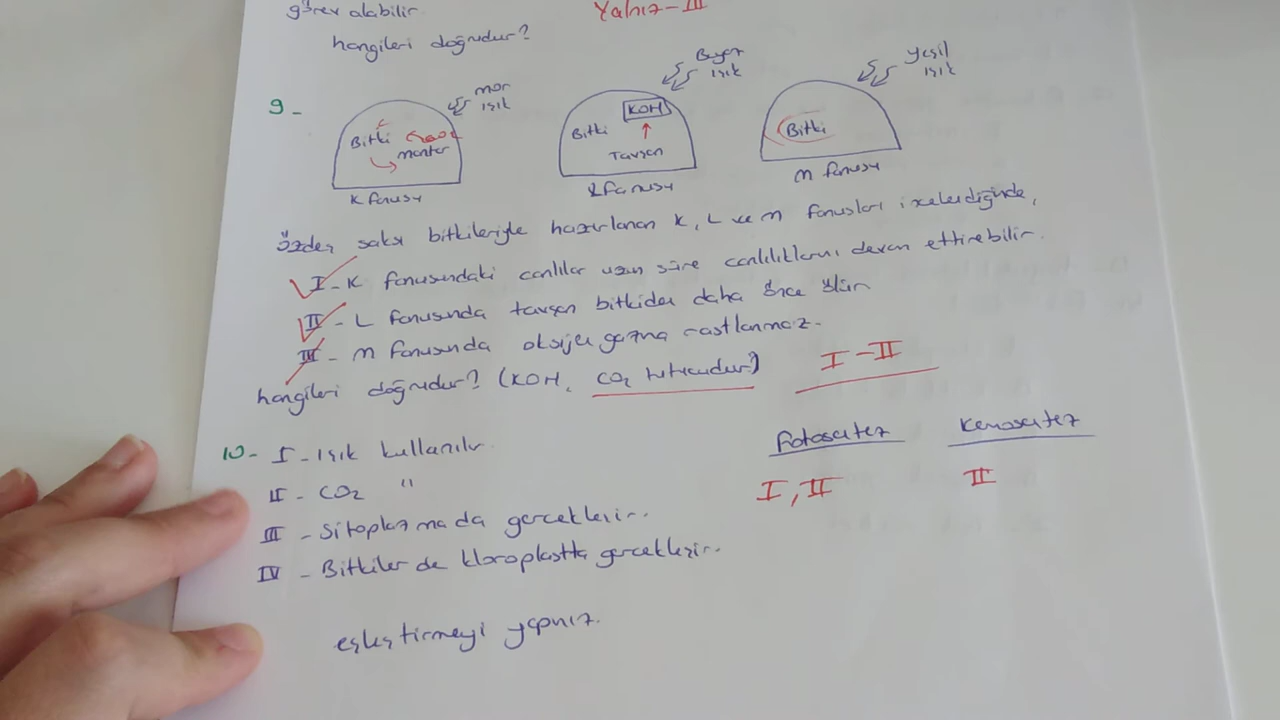 görev alabilir
Yalnız-III
hangileri doğrudur?
9-
mor
ışık
Beyaz
ışık
Yeşil
ışık
Bitki
mantar
Bitki
KOH
Tavşan
Bitki
K fanusu
L fanusu
M fanusu
Özdeş saksı bitkileriyle hazırlanan K, L ve M fanusları incelendiğinde,
I- K fanusundaki canlılar uzun süre canlılıklarını devam ettirebilir.
II- L fanusunda tavşan bitkiden daha önce ölür
III- M fanusunda oksijen gazına rastlanmaz.
hangileri doğrudur? (KOH, CO2 tutucudur)
I-II
10- I- Işık kullanılır
II- CO2 "
III- Sitoplazmada gerçekleşir.
IV- Bitkilerde kloroplastta gerçekleşir.
Fotosentez
Kemosentez
I, II
II
eşleştirmeyi yapınız.